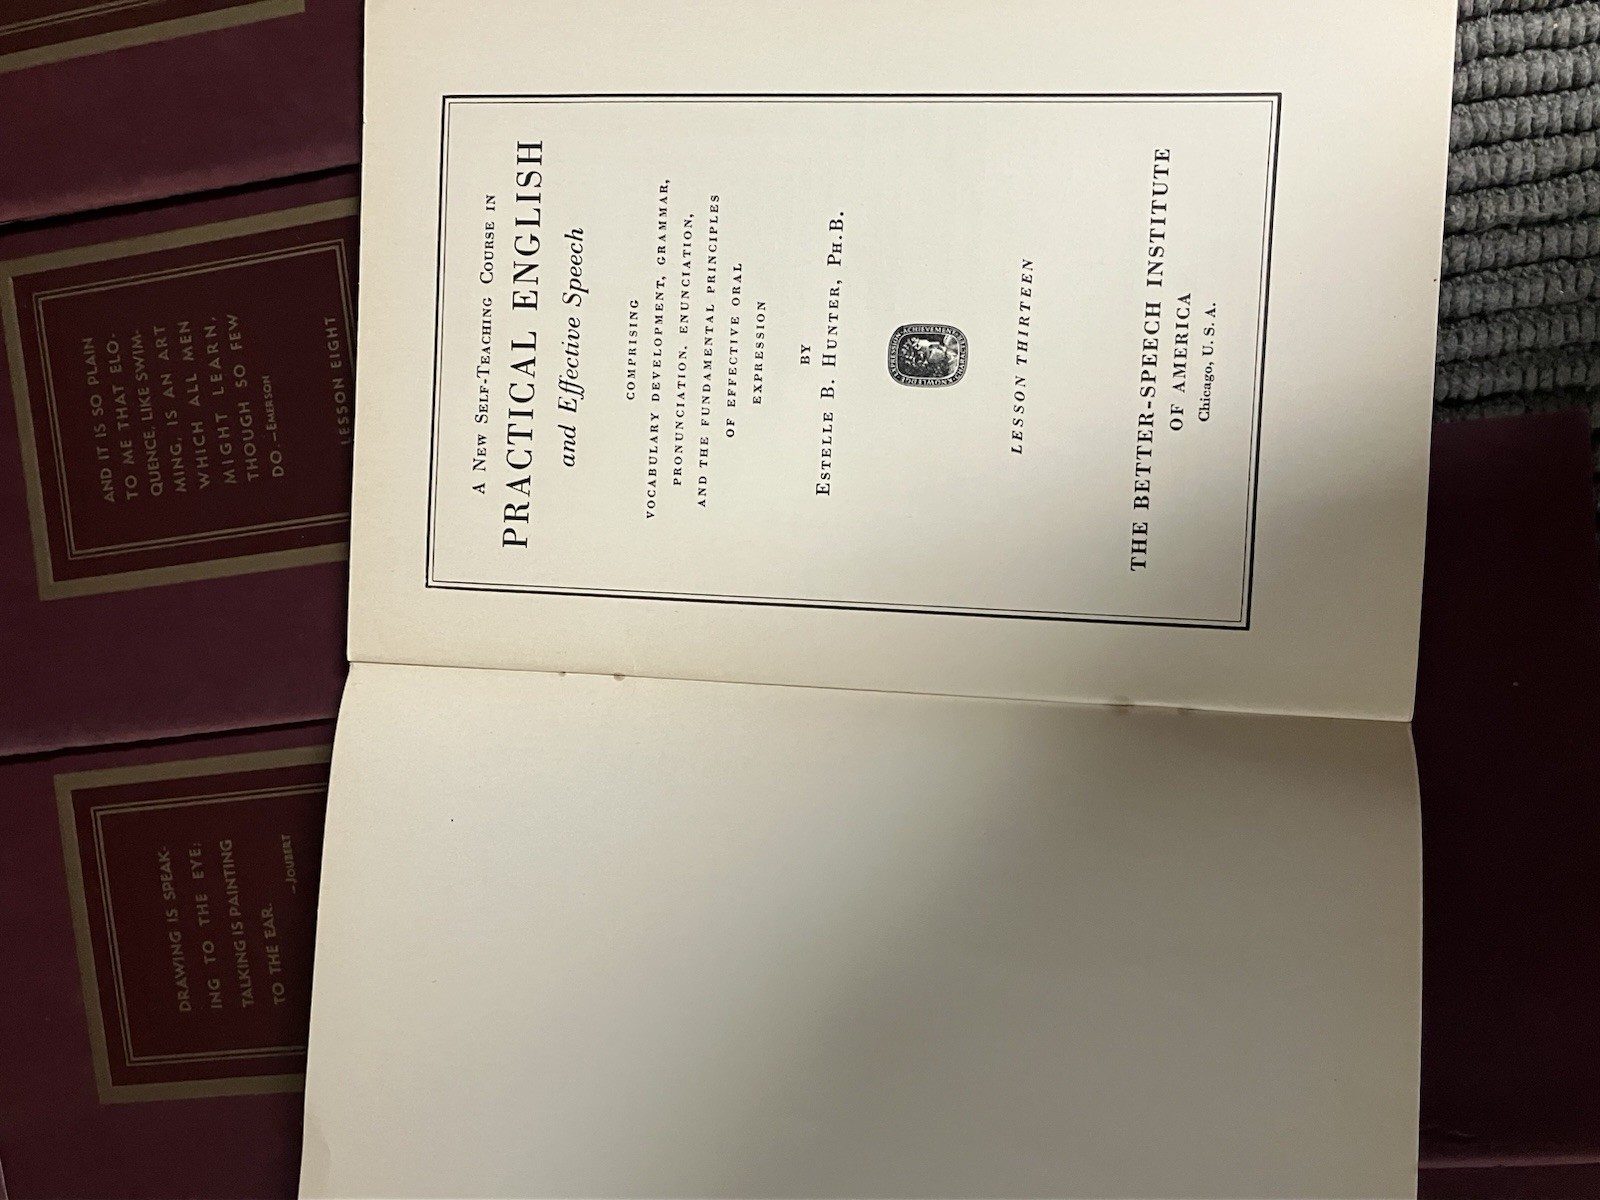 A NEW SELF-TEACHING COURSE IN
PRACTICAL ENGLISH
and Effective Speech
COMPRISING
VOCABULARY DEVELOPMENT, GRAMMAR,
PRONUNCIATION, ENUNCIATION,
AND THE FUNDAMENTAL PRINCIPLES
OF EFFECTIVE ORAL
EXPRESSION
BY
ESTELLE B. HUNTER, PH.B.
LESSON THIRTEEN
THE BETTER-SPEECH INSTITUTE
OF AMERICA
Chicago, U. S. A.
AND IT IS SO PLAIN
TO ME THAT ELO-
QUENCE, LIKE SWIM-
MING, IS AN ART
WHICH ALL MEN
MIGHT LEARN,
THOUGH SO FEW
DO.—EMERSON
LESSON EIGHT
DRAWING IS SPEAK-
ING TO THE EYE;
TALKING IS PAINTING
TO THE EAR.
—JOUBERT